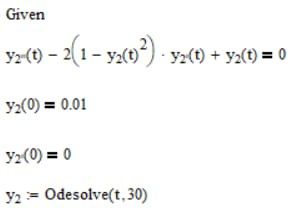 Given
y₂''(t) − 2(1 − y₂(t)²) · y₂'(t) + y₂(t) = 0
y₂(0) = 0.01
y₂'(0) = 0
y₂ := Odesolve(t, 30)